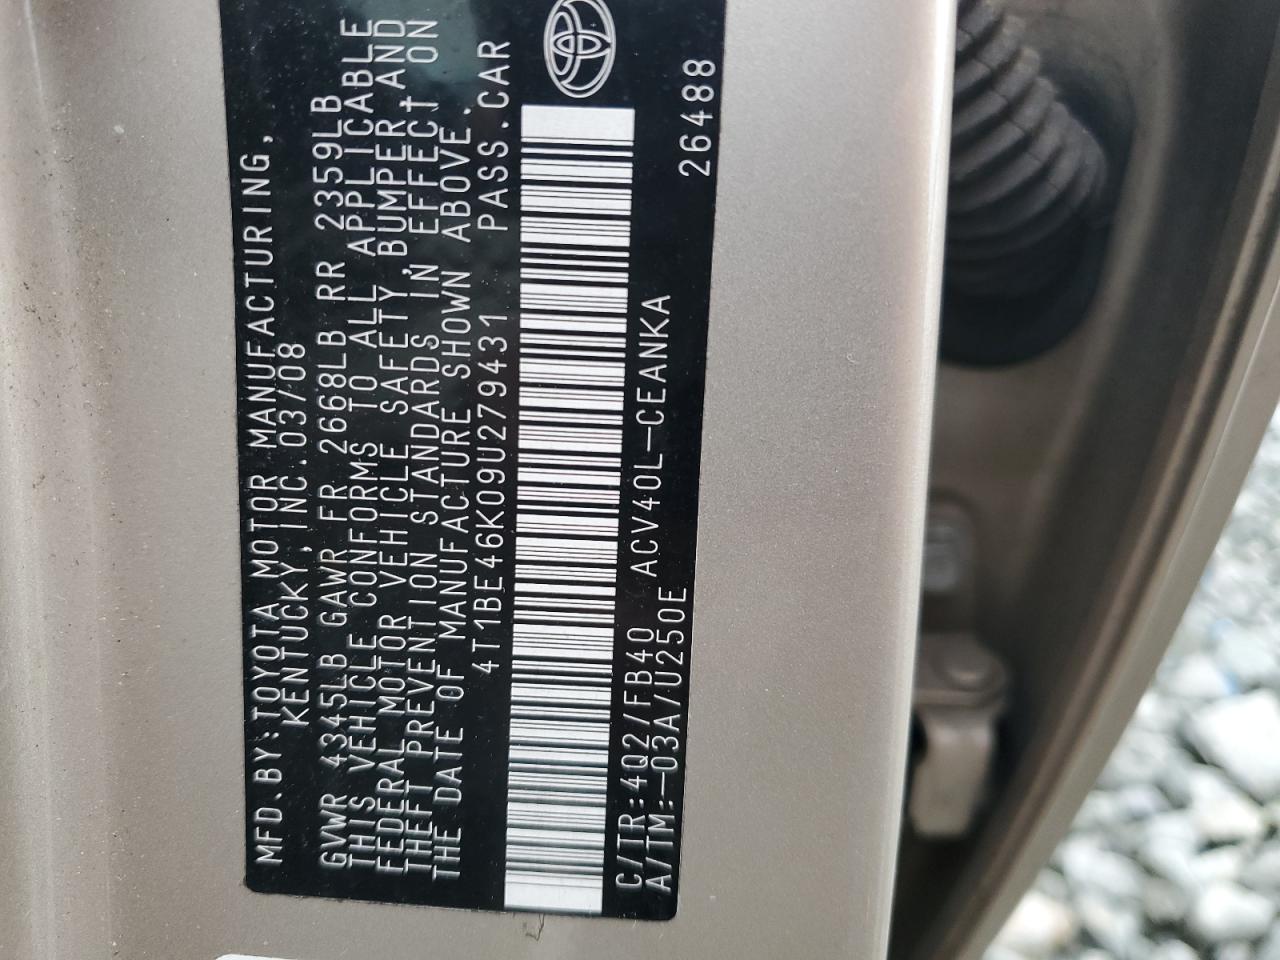 MFD.BY:TOYOTA MOTOR MANUFACTURING,
KENTUCKY,INC.03/08
GVWR 4345LB GAWR FR 2668LB RR 2359LB
THIS VEHICLE CONFORMS TO ALL APPLICABLE
FEDERAL MOTOR VEHICLE SAFETY,BUMPER,AND
THEFT PREVENTION STANDARDS IN EFFECT ON
THE DATE OF MANUFACTURE SHOWN ABOVE.
4T1BE46K09U279431 PASS.CAR
C/TR:4Q2/FB40 ACV40L-CEANKA
A/TM:-03A/U250E
26488